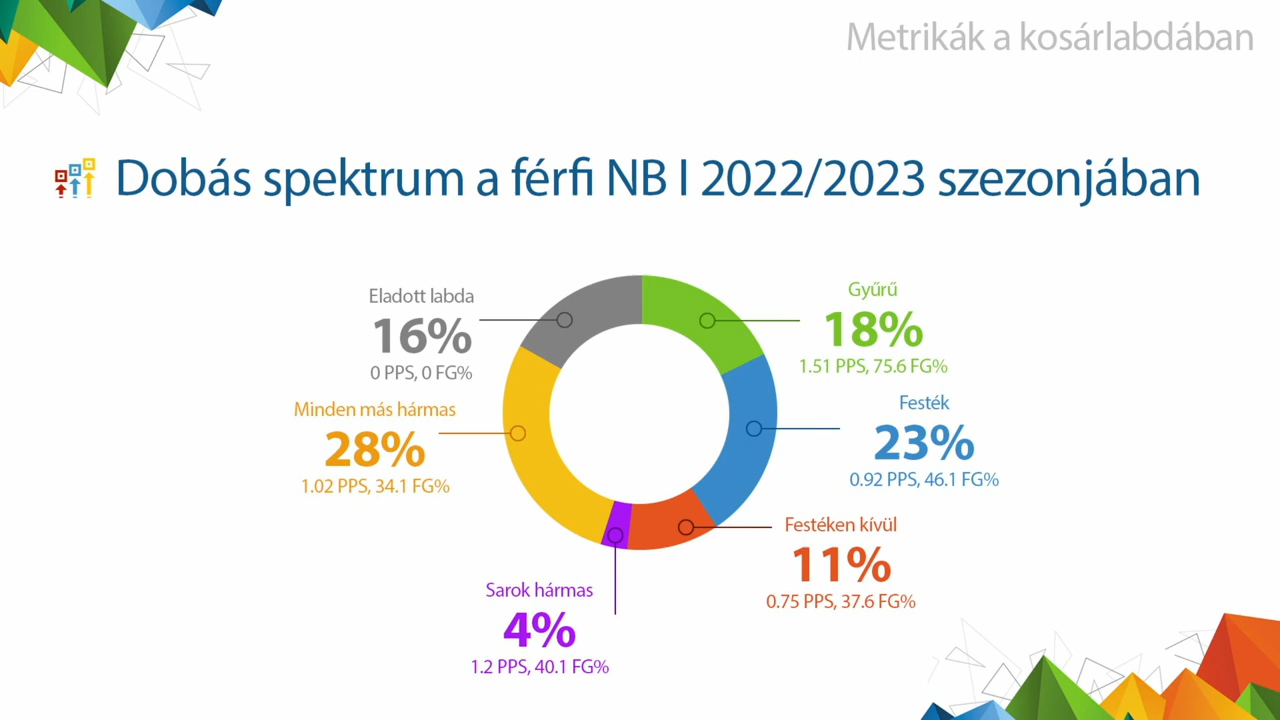 Metrikák a kosárlabdában
Dobás spektrum a férfi NB I 2022/2023 szezonjában
Eladott labda
16%
0 PPS, 0 FG%
Gyűrű
18%
1.51 PPS, 75.6 FG%
Minden más hármas
28%
1.02 PPS, 34.1 FG%
Festék
23%
0.92 PPS, 46.1 FG%
Festéken kívül
11%
0.75 PPS, 37.6 FG%
Sarok hármas
4%
1.2 PPS, 40.1 FG%